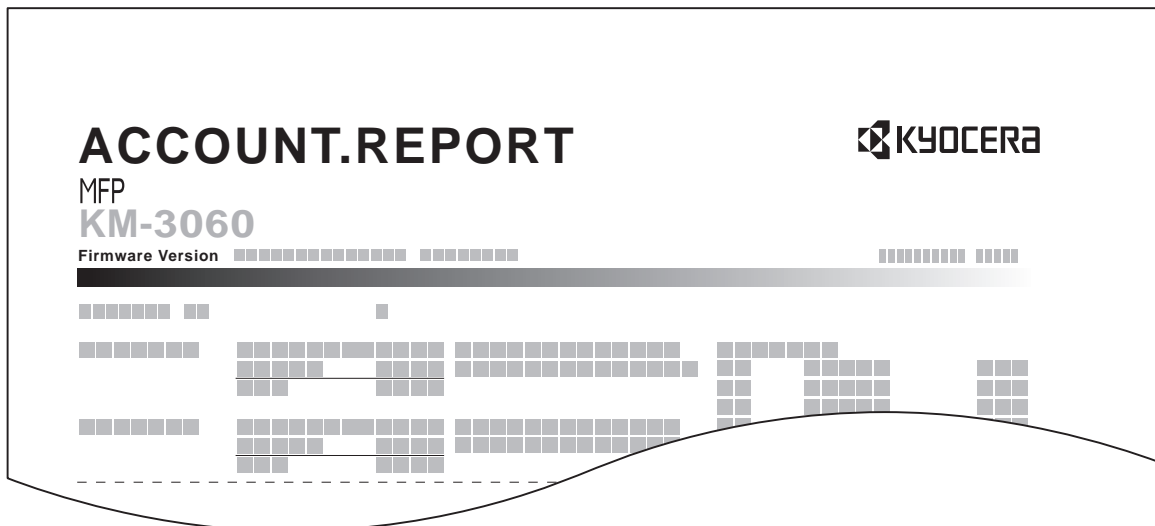 ACCOUNT.REPORT
KYOCERA
MFP
KM-3060
Firmware Version